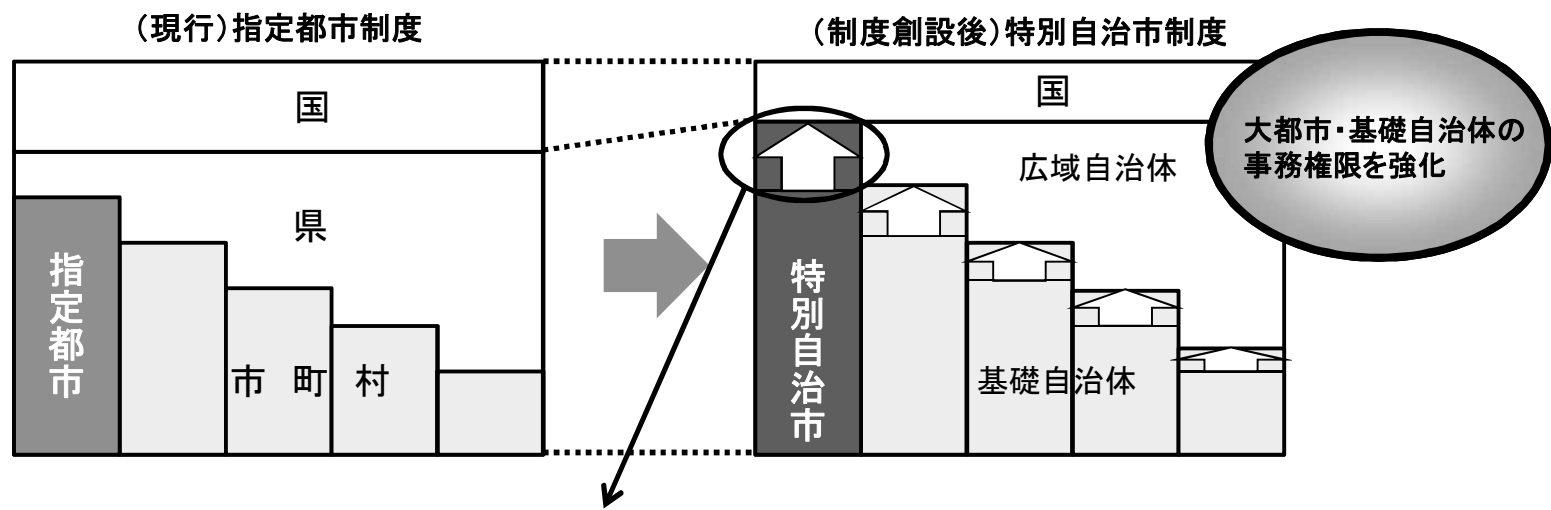 (現行)指定都市制度
国
県
指定都市
市 町 村
(制度創設後)特別自治市制度
国
広域自治体
特別自治市
基礎自治体
大都市・基礎自治体の
事務権限を強化